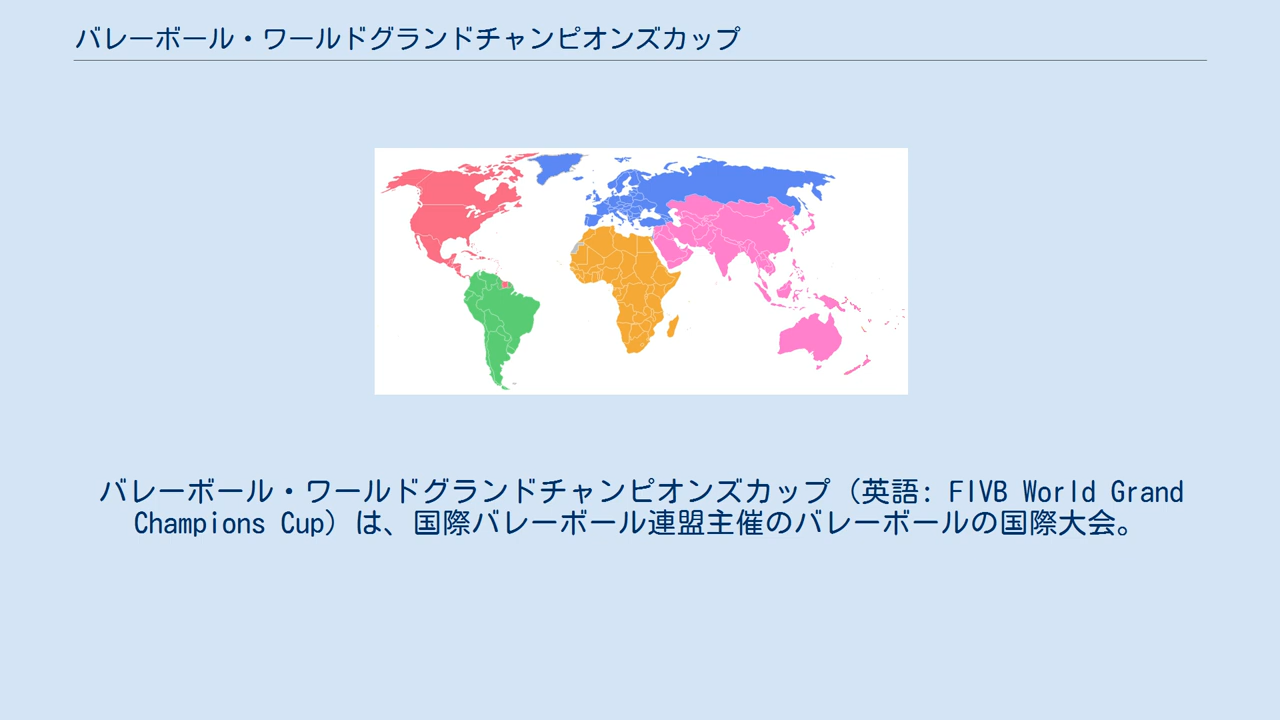 バレーボール・ワールドグランドチャンピオンズカップ
バレーボール・ワールドグランドチャンピオンズカップ（英語: FIVB World Grand
Champions Cup）は、国際バレーボール連盟主催のバレーボールの国際大会。